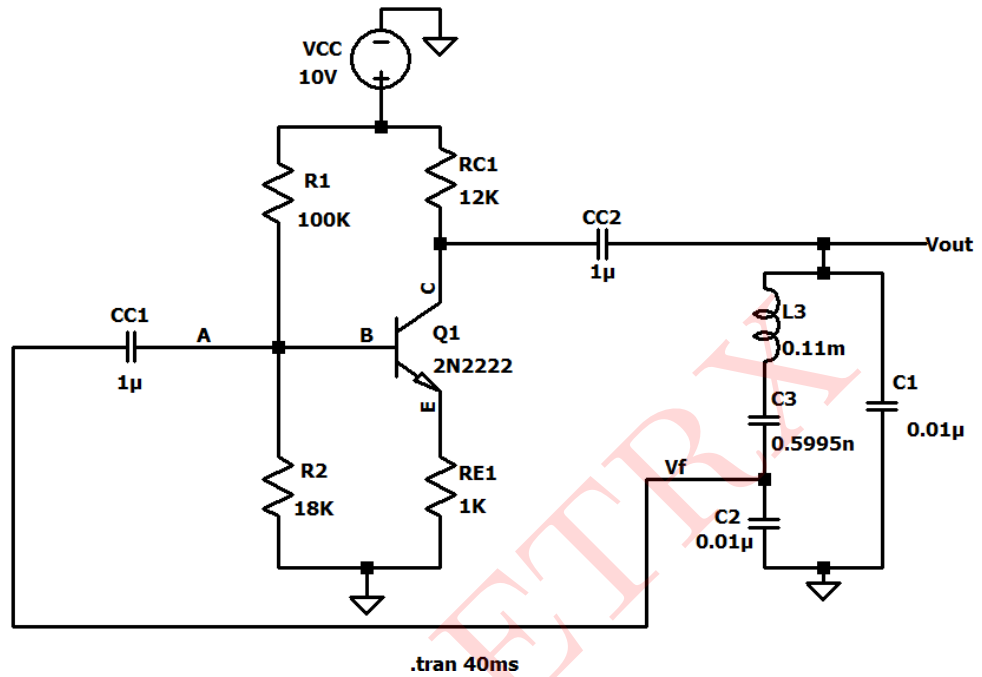 VCC
10V
R1
100K
RC1
12K
CC2
1µ
Vout
CC1
1µ
A
B
C
Q1
2N2222
E
L3
0.11m
C3
0.5995n
C1
0.01µ
R2
18K
RE1
1K
Vf
C2
0.01µ
.tran 40ms
ETRX